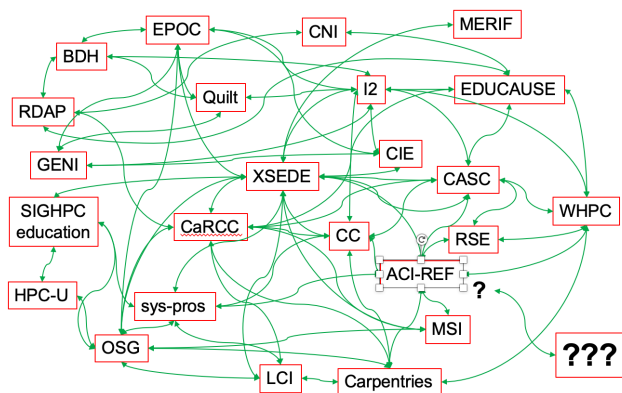 EPOC
CNI
MERIF
BDH
RDAP
Quilt
I2
EDUCAUSE
GENI
CIE
XSEDE
CASC
SIGHPC
education
CaRCC
CC
RSE
WHPC
HPC-U
sys-pros
ACI-REF
?
OSG
MSI
???
LCI
Carpentries